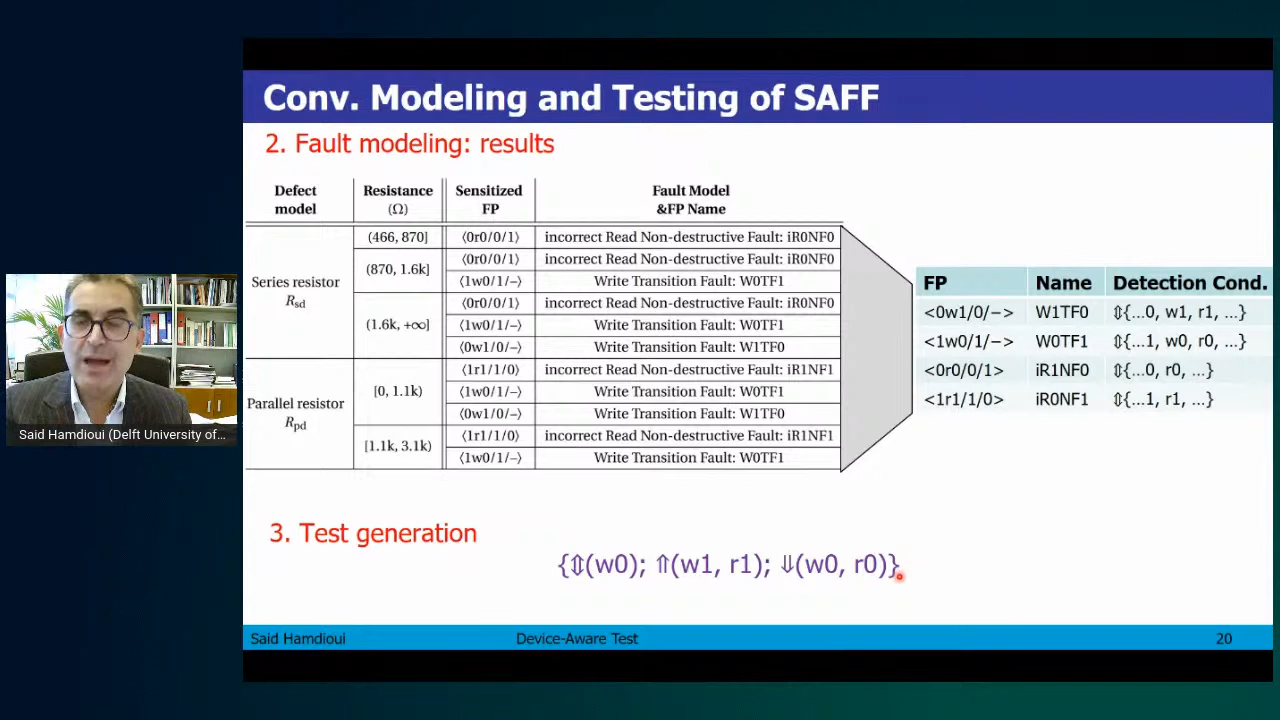 Conv. Modeling and Testing of SAFF
2. Fault modeling: results
Defect model Resistance (Ω) Sensitized FP Fault Model &FP Name
Series resistor Rsd
(466, 870] ⟨0r0/0/1⟩ incorrect Read Non-destructive Fault: iR0NF0
(870, 1.6k] ⟨0r0/0/1⟩ incorrect Read Non-destructive Fault: iR0NF0
⟨1w0/1/–⟩ Write Transition Fault: W0TF1
(1.6k, +∞] ⟨0r0/0/1⟩ incorrect Read Non-destructive Fault: iR0NF0
⟨1w0/1/–⟩ Write Transition Fault: W0TF1
⟨0w1/0/–⟩ Write Transition Fault: W1TF0
Parallel resistor Rpd
[0, 1.1k) ⟨1r1/1/0⟩ incorrect Read Non-destructive Fault: iR1NF1
⟨1w0/1/–⟩ Write Transition Fault: W0TF1
⟨0w1/0/–⟩ Write Transition Fault: W1TF0
[1.1k, 3.1k) ⟨1r1/1/0⟩ incorrect Read Non-destructive Fault: iR1NF1
⟨1w0/1/–⟩ Write Transition Fault: W0TF1
FP Name Detection Cond.
<0w1/0/−> W1TF0 ⇕{...0, w1, r1, ...}
<1w0/1/−> W0TF1 ⇕{...1, w0, r0, ...}
<0r0/0/1> iR1NF0 ⇕{...0, r0, ...}
<1r1/1/0> iR0NF1 ⇕{...1, r1, ...}
3. Test generation
{⇕(w0); ⇑(w1, r1); ⇓(w0, r0)}
Said Hamdioui Device-Aware Test 20
Said Hamdioui (Delft University of...